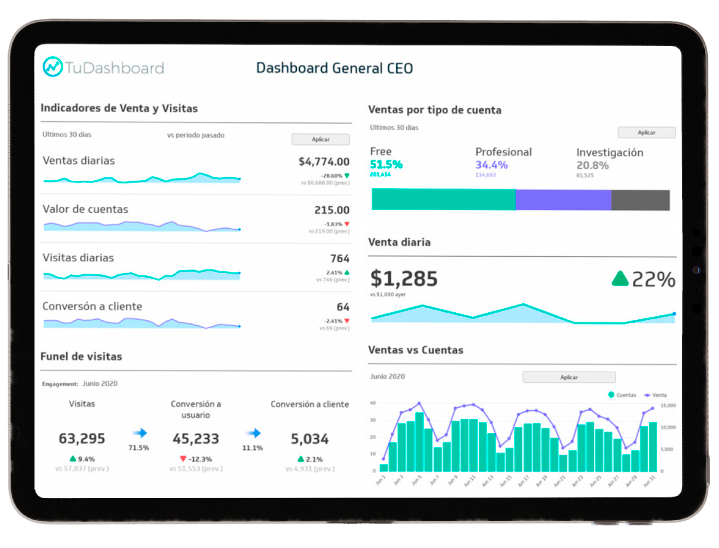 TuDashboard
Dashboard General CEO
Indicadores de Venta y Visitas
Últimos 30 días
vs período pasado
Aplicar
Ventas diarias
$4,774.00
-28.60%
vs $6,688.00 (prev.)
Valor de cuentas
215.00
-1.83%
vs 219.00 (prev.)
Visitas diarias
764
2.41%
vs 746 (prev.)
Conversón a cliente
64
-2.41%
vs 69 (prev.)
Funel de visitas
Engagement: Junio 2020
Visitas
63,295
9.4%
vs 57,837 (prev.)
71.5%
Conversión a
usuario
45,233
-12.3%
vs 51,553 (prev.)
11.1%
Conversión a cliente
5,034
2.1%
vs 4,931 (prev.)
Ventas por tipo de cuenta
Últimos 30 días
Aplicar
Free
51.5%
Profesional
34.4%
134,693
Investigación
20.8%
81,525
Venta diaria
$1,285
vs $1,090 ayer
22%
Ventas vs Cuentas
Junio 2020
Aplicar
Cuentas
Venta
40
30
20
10
0
15,000
10,000
5,000
0
Jun 1
Jun 3
Jun 5
Jun 7
Jun 9
Jun 11
Jun 13
Jun 15
Jun 17
Jun 19
Jun 21
Jun 23
Jun 25
Jun 27
Jun 29
Jun 31